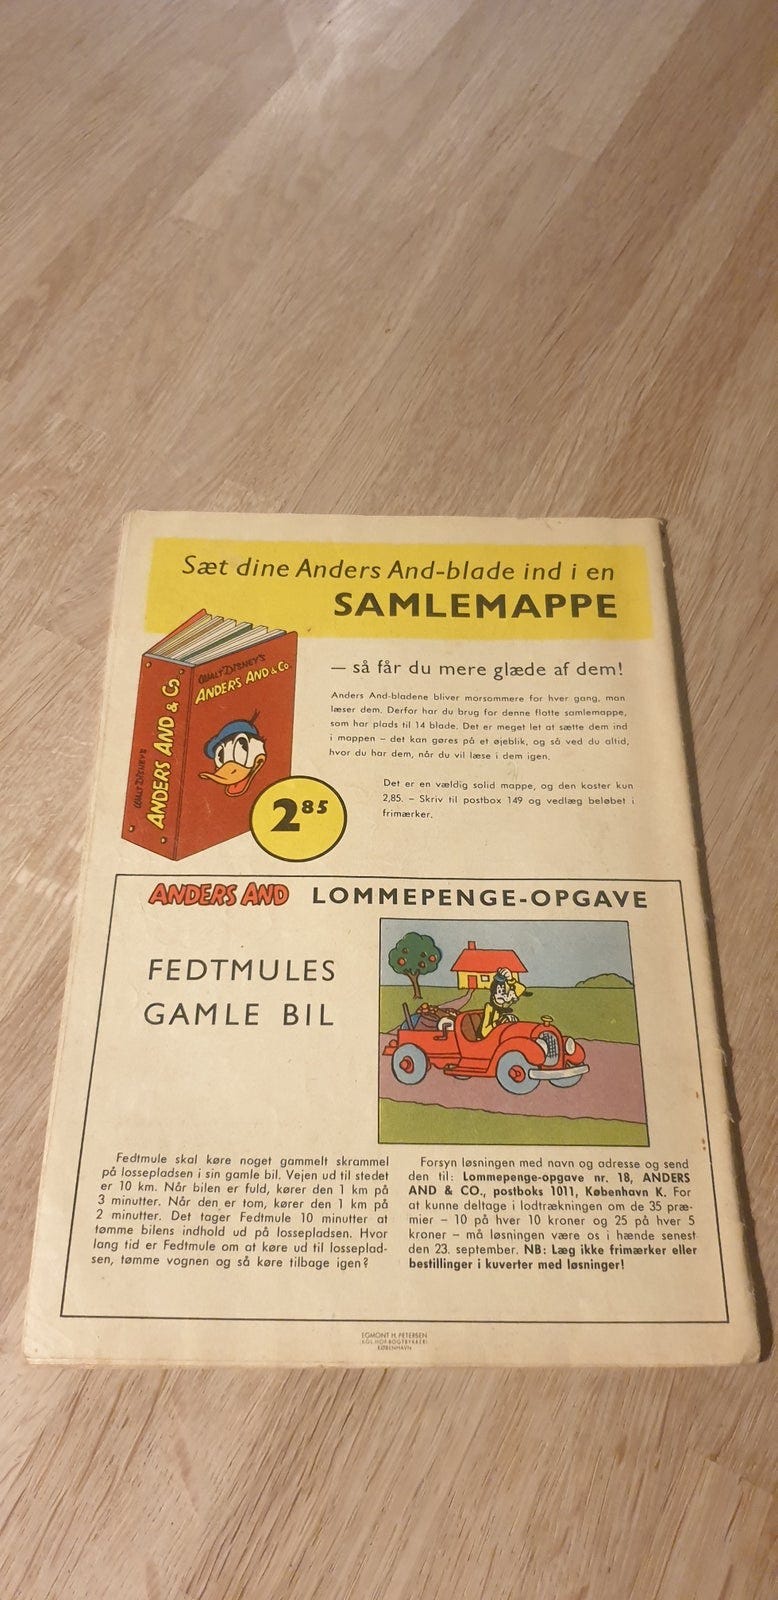 Sæt dine Anders And-blade ind i en
SAMLEMAPPE
— så får du mere glæde af dem!
WALT DISNEY'S
ANDERS AND & Co
WALT DISNEY'S
ANDERS AND & Co.
Anders And-bladene bliver morsommere for hver gang, man
læser dem. Derfor har du brug for denne flotte samlemappe,
som har plads til 14 blade. Det er meget let at sætte dem ind
i mappen – det kan gøres på et øjeblik, og så ved du altid,
hvor du har dem, når du vil læse i dem igen.
Det er en vældig solid mappe, og den koster kun
2,85. – Skriv til postbox 149 og vedlæg beløbet i
frimærker.
2 85
ANDERS AND LOMMEPENGE-OPGAVE
FEDTMULES
GAMLE BIL
Fedtmule skal køre noget gammelt skrammel
på lossepladsen i sin gamle bil. Vejen ud til stedet
er 10 km. Når bilen er fuld, kører den 1 km på
3 minutter. Når den er tom, kører den 1 km på
2 minutter. Det tager Fedtmule 10 minutter at
tømme bilens indhold ud på lossepladsen. Hvor
lang tid er Fedtmule om at køre ud til losseplad-
sen, tømme vognen og så køre tilbage igen?
Forsyn løsningen med navn og adresse og send
den til: Lommepenge-opgave nr. 18, ANDERS
AND & CO., postboks 1011, København K. For
at kunne deltage i lodtrækningen om de 35 præ-
mier – 10 på hver 10 kroner og 25 på hver 5
kroner – må løsningen være os i hænde senest
den 23. september. NB: Læg ikke frimærker eller
bestillinger i kuverter med løsninger!
EGMONT H. PETERSEN
KGL. HOF-BOGTRYKKERI
KØBENHAVN